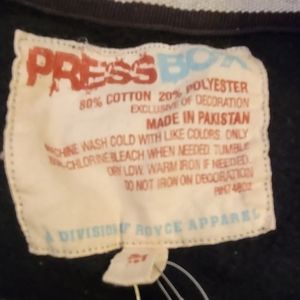 PRESS BOX
80% COTTON 20% POLYESTER
EXCLUSIVE OF DECORATION
MADE IN PAKISTAN
MACHINE WASH COLD WITH LIKE COLORS. ONLY
NON-CHLORINE BLEACH WHEN NEEDED. TUMBLE
DRY LOW. WARM IRON IF NEEDED.
DO NOT IRON ON DECORATION
A DIVISION OF ROYCE APPAREL